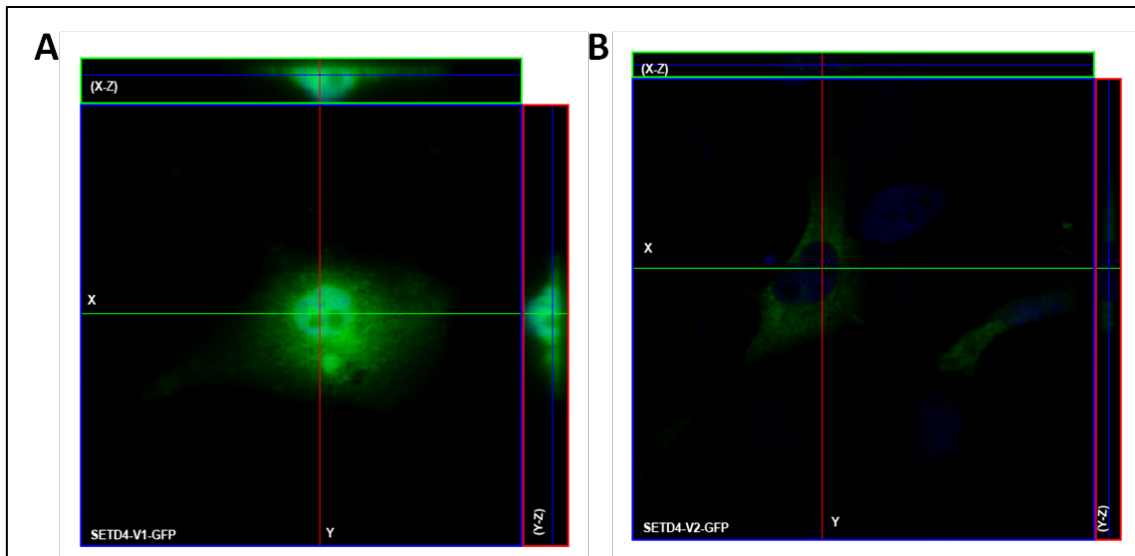 A
(X-Z)
X
SETD4-V1-GFP
Y
(Y-Z)
B
(X-Z)
X
SETD4-V2-GFP
Y
(Y-Z)